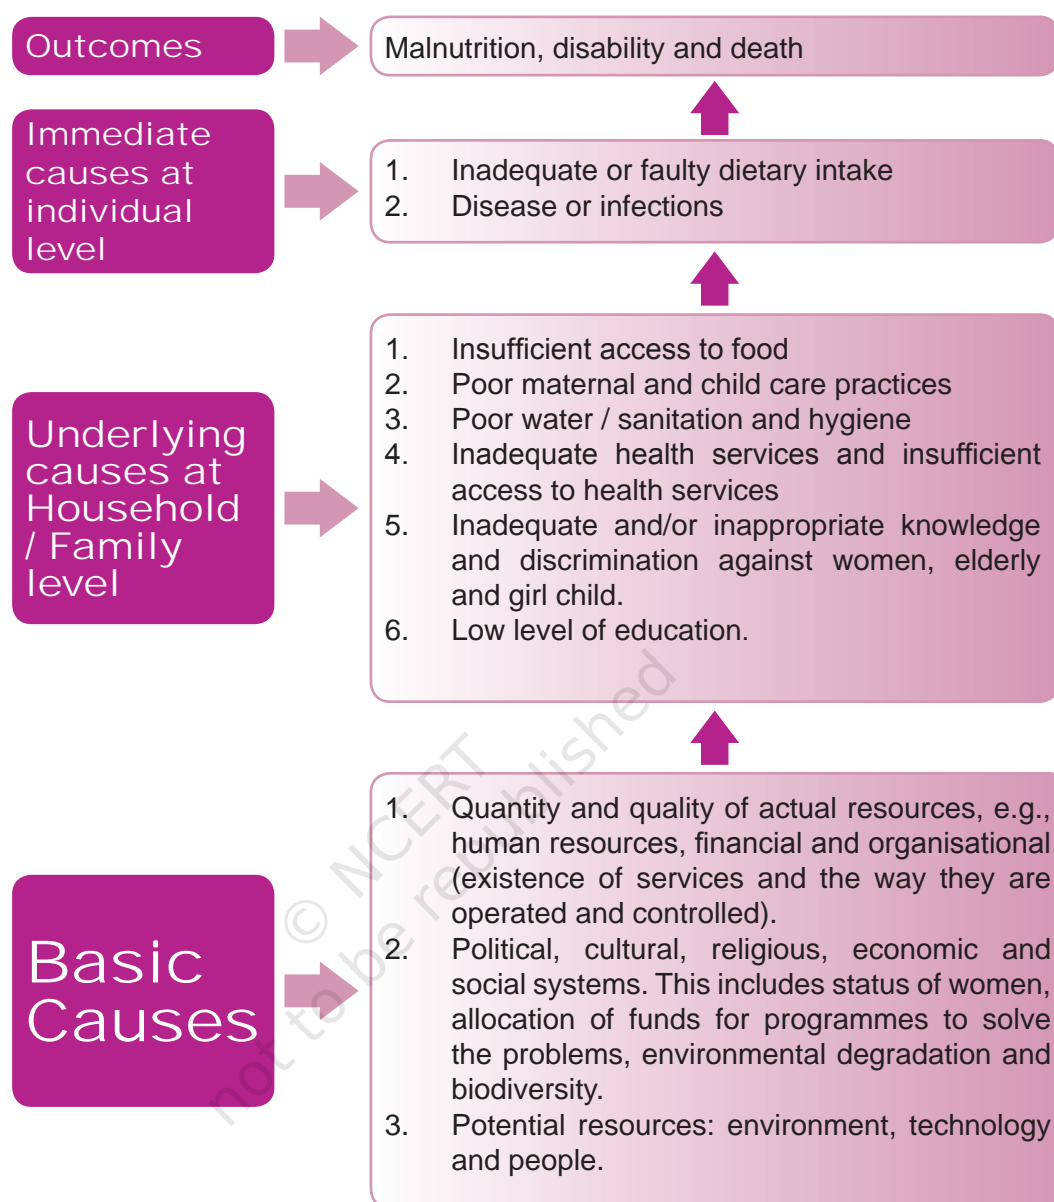 Outcomes
Malnutrition, disability and death
Immediate
causes at
individual
level
1. Inadequate or faulty dietary intake
2. Disease or infections
Underlying
causes at
Household
/ Family
level
1. Insufficient access to food
2. Poor maternal and child care practices
3. Poor water / sanitation and hygiene
4. Inadequate health services and insufficient
access to health services
5. Inadequate and/or inappropriate knowledge
and discrimination against women, elderly
and girl child.
6. Low level of education.
Basic
Causes
1. Quantity and quality of actual resources, e.g.,
human resources, financial and organisational
(existence of services and the way they are
operated and controlled).
2. Political, cultural, religious, economic and
social systems. This includes status of women,
allocation of funds for programmes to solve
the problems, environmental degradation and
biodiversity.
3. Potential resources: environment, technology
and people.
© NCERT
not to be republished